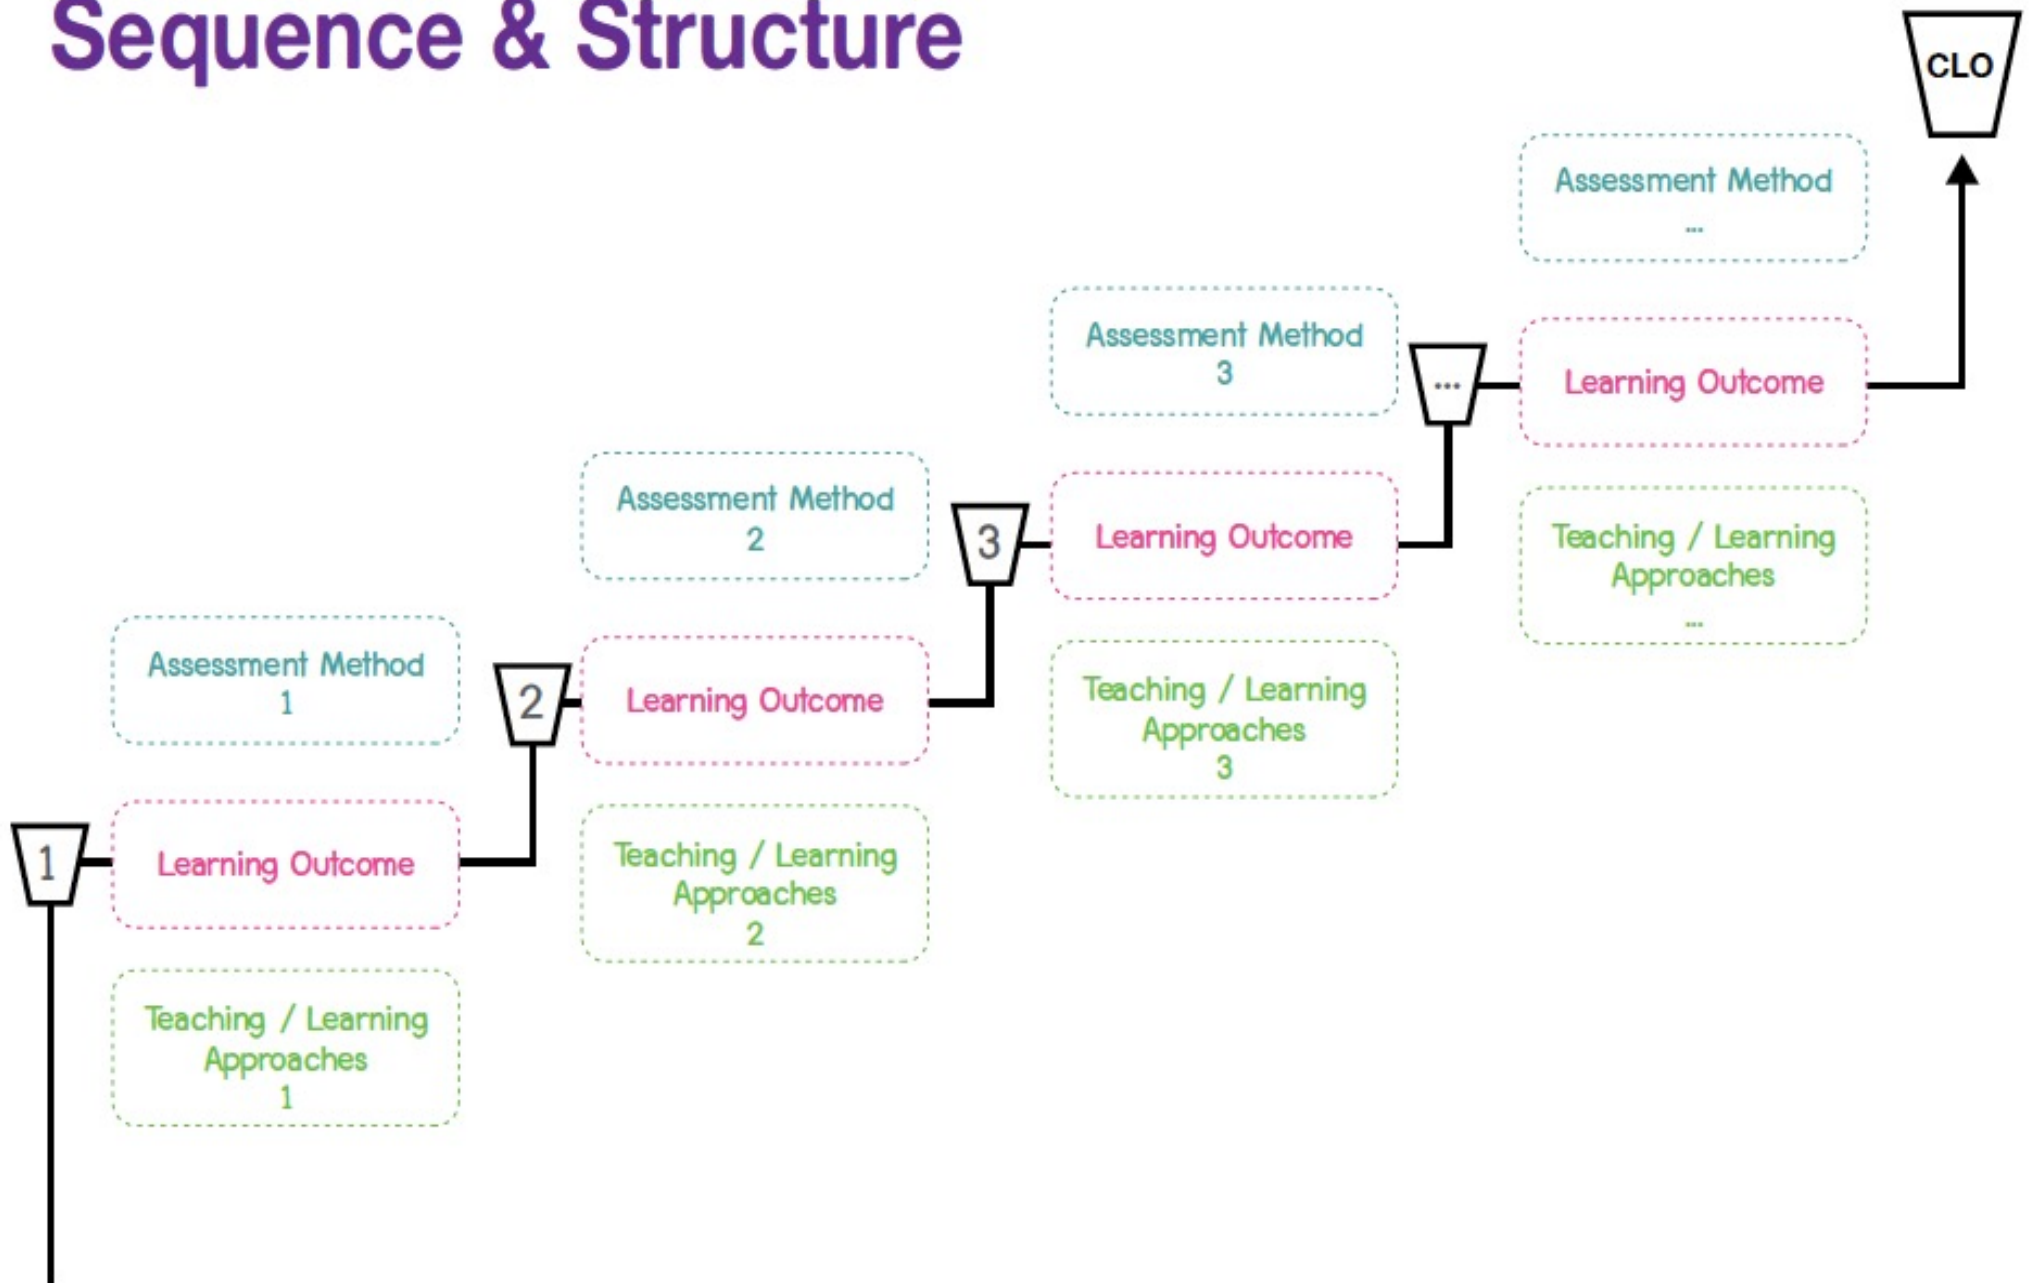 Sequence & Structure
CLO
Assessment Method
...
Learning Outcome
Teaching / Learning
Approaches
...
...
Assessment Method
3
Learning Outcome
Teaching / Learning
Approaches
3
3
Assessment Method
2
Learning Outcome
Teaching / Learning
Approaches
2
2
Assessment Method
1
Learning Outcome
Teaching / Learning
Approaches
1
1